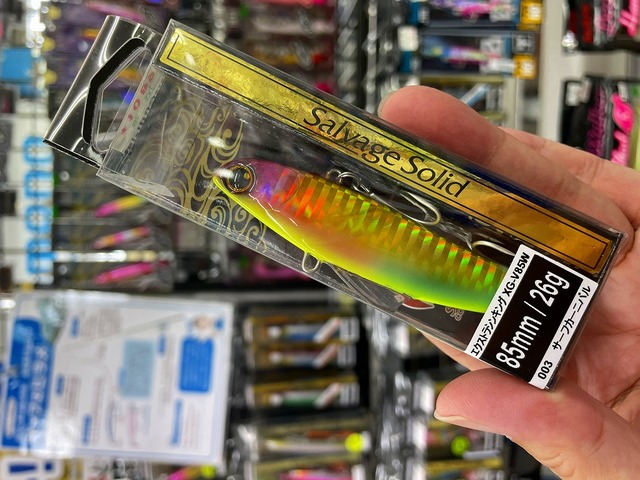 Salvage Solid
エクストラシンキング XG-V85W
85mm / 26g
003 サーフカーニバル